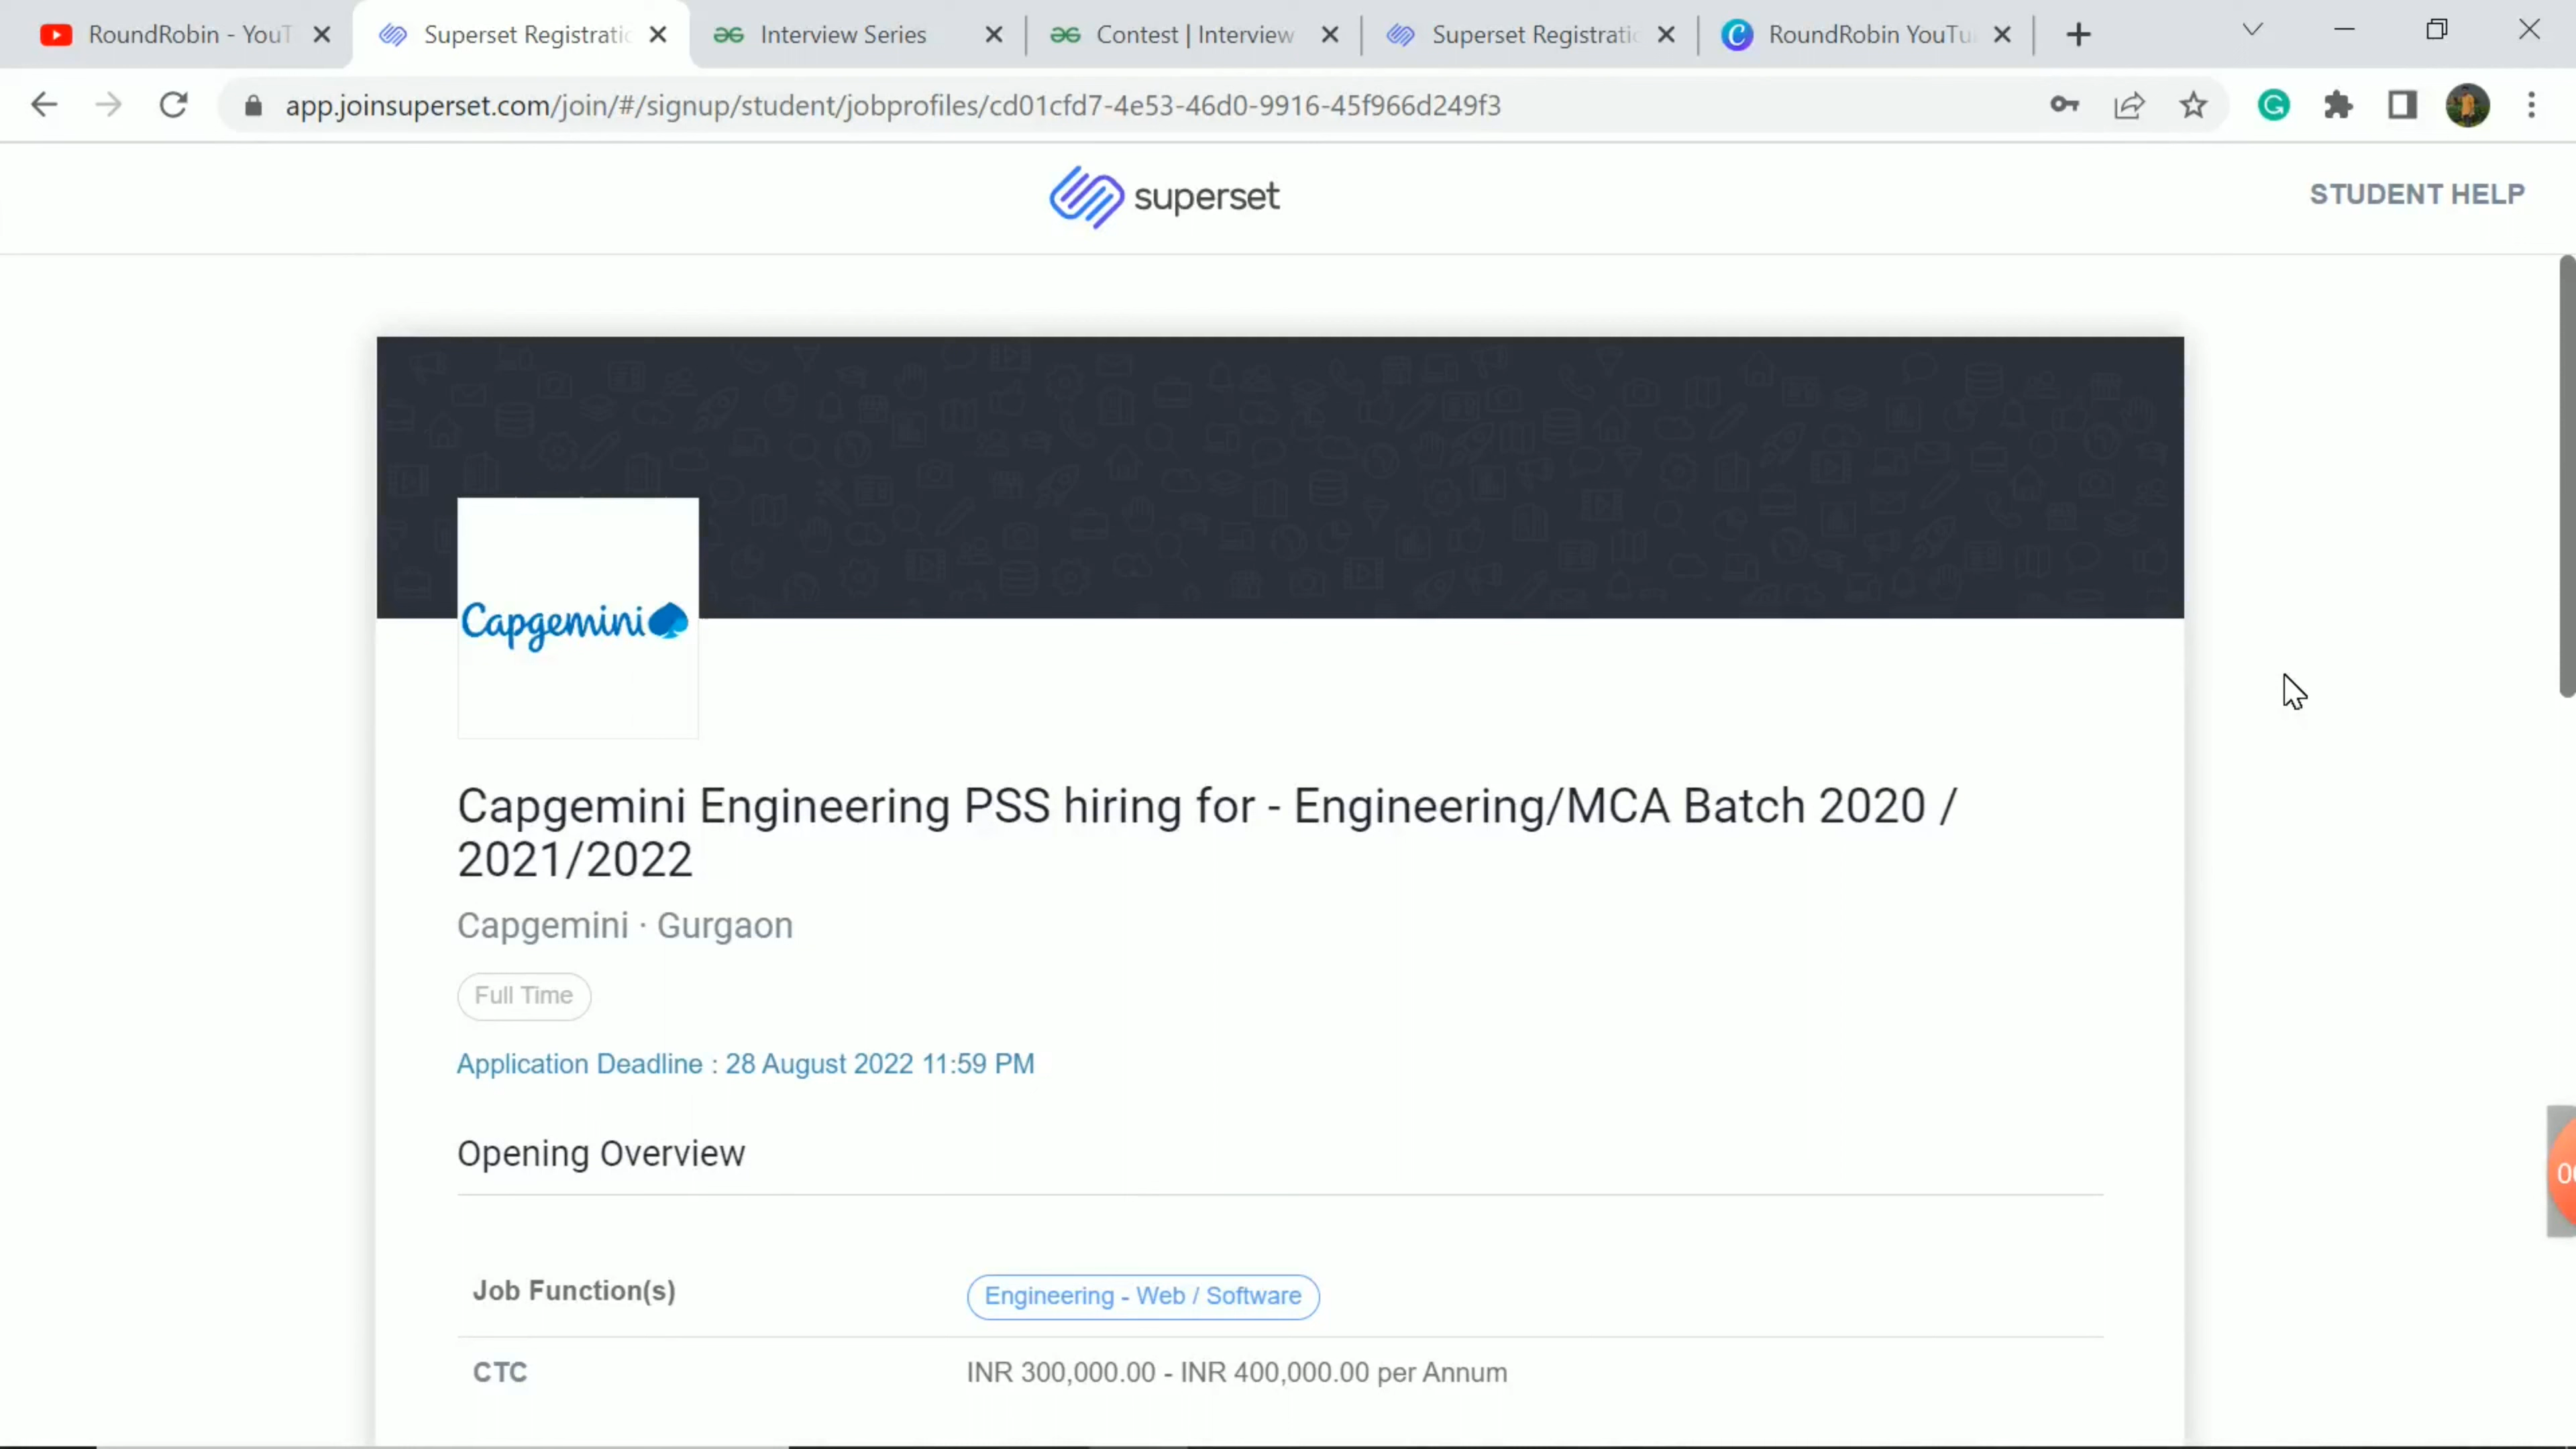 RoundRobin - YouT
Superset Registratio
Interview Series
Contest | Interview
Superset Registratio
RoundRobin YouTu
app.joinsuperset.com/join/#/signup/student/jobprofiles/cd01cfd7-4e53-46d0-9916-45f966d249f3
superset
STUDENT HELP
Capgemini
Capgemini Engineering PSS hiring for - Engineering/MCA Batch 2020 /
2021/2022
Capgemini · Gurgaon
Full Time
Application Deadline : 28 August 2022 11:59 PM
Opening Overview
Job Function(s)
Engineering - Web / Software
CTC
INR 300,000.00 - INR 400,000.00 per Annum